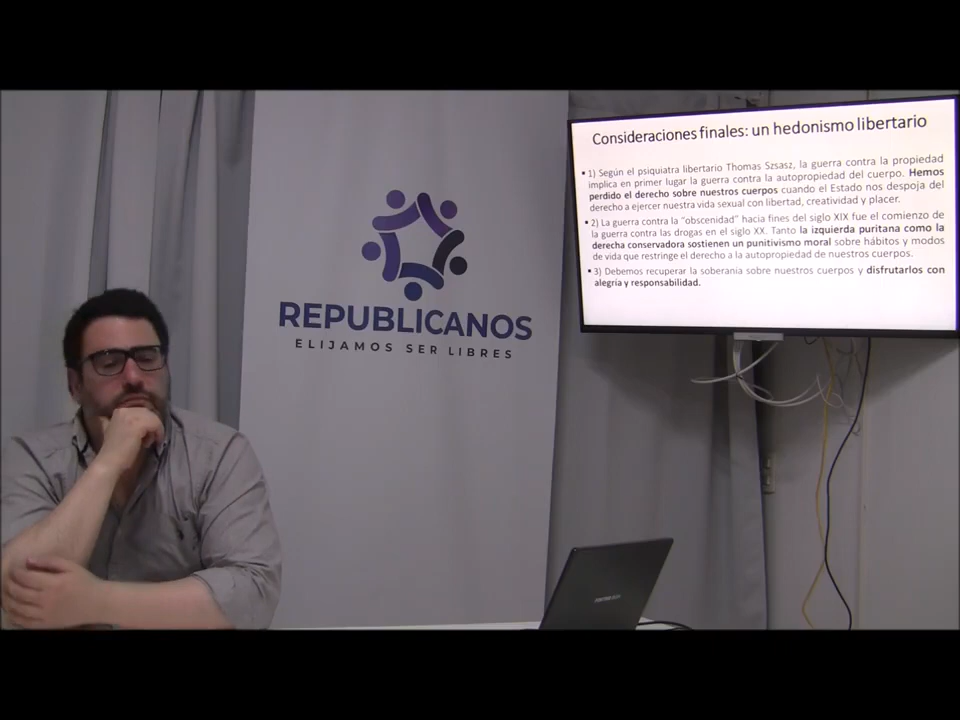 REPUBLICANOS
ELIJAMOS SER LIBRES
Consideraciones finales: un hedonismo libertario
▪ 1) Según el psiquiatra libertario Thomas Szsasz, la guerra contra la propiedad
implica en primer lugar la guerra contra la autopropiedad del cuerpo. Hemos
perdido el derecho sobre nuestros cuerpos cuando el Estado nos despoja del
derecho a ejercer nuestra vida sexual con libertad, creatividad y placer.
▪ 2) La guerra contra la "obscenidad" hacia fines del siglo XIX fue el comienzo de
la guerra contra las drogas en el siglo XX. Tanto la izquierda puritana como la
derecha conservadora sostienen un punitivismo moral sobre hábitos y modos
de vida que restringe el derecho a la autopropiedad de nuestros cuerpos.
▪ 3) Debemos recuperar la soberanía sobre nuestros cuerpos y disfrutarlos con
alegría y responsabilidad.